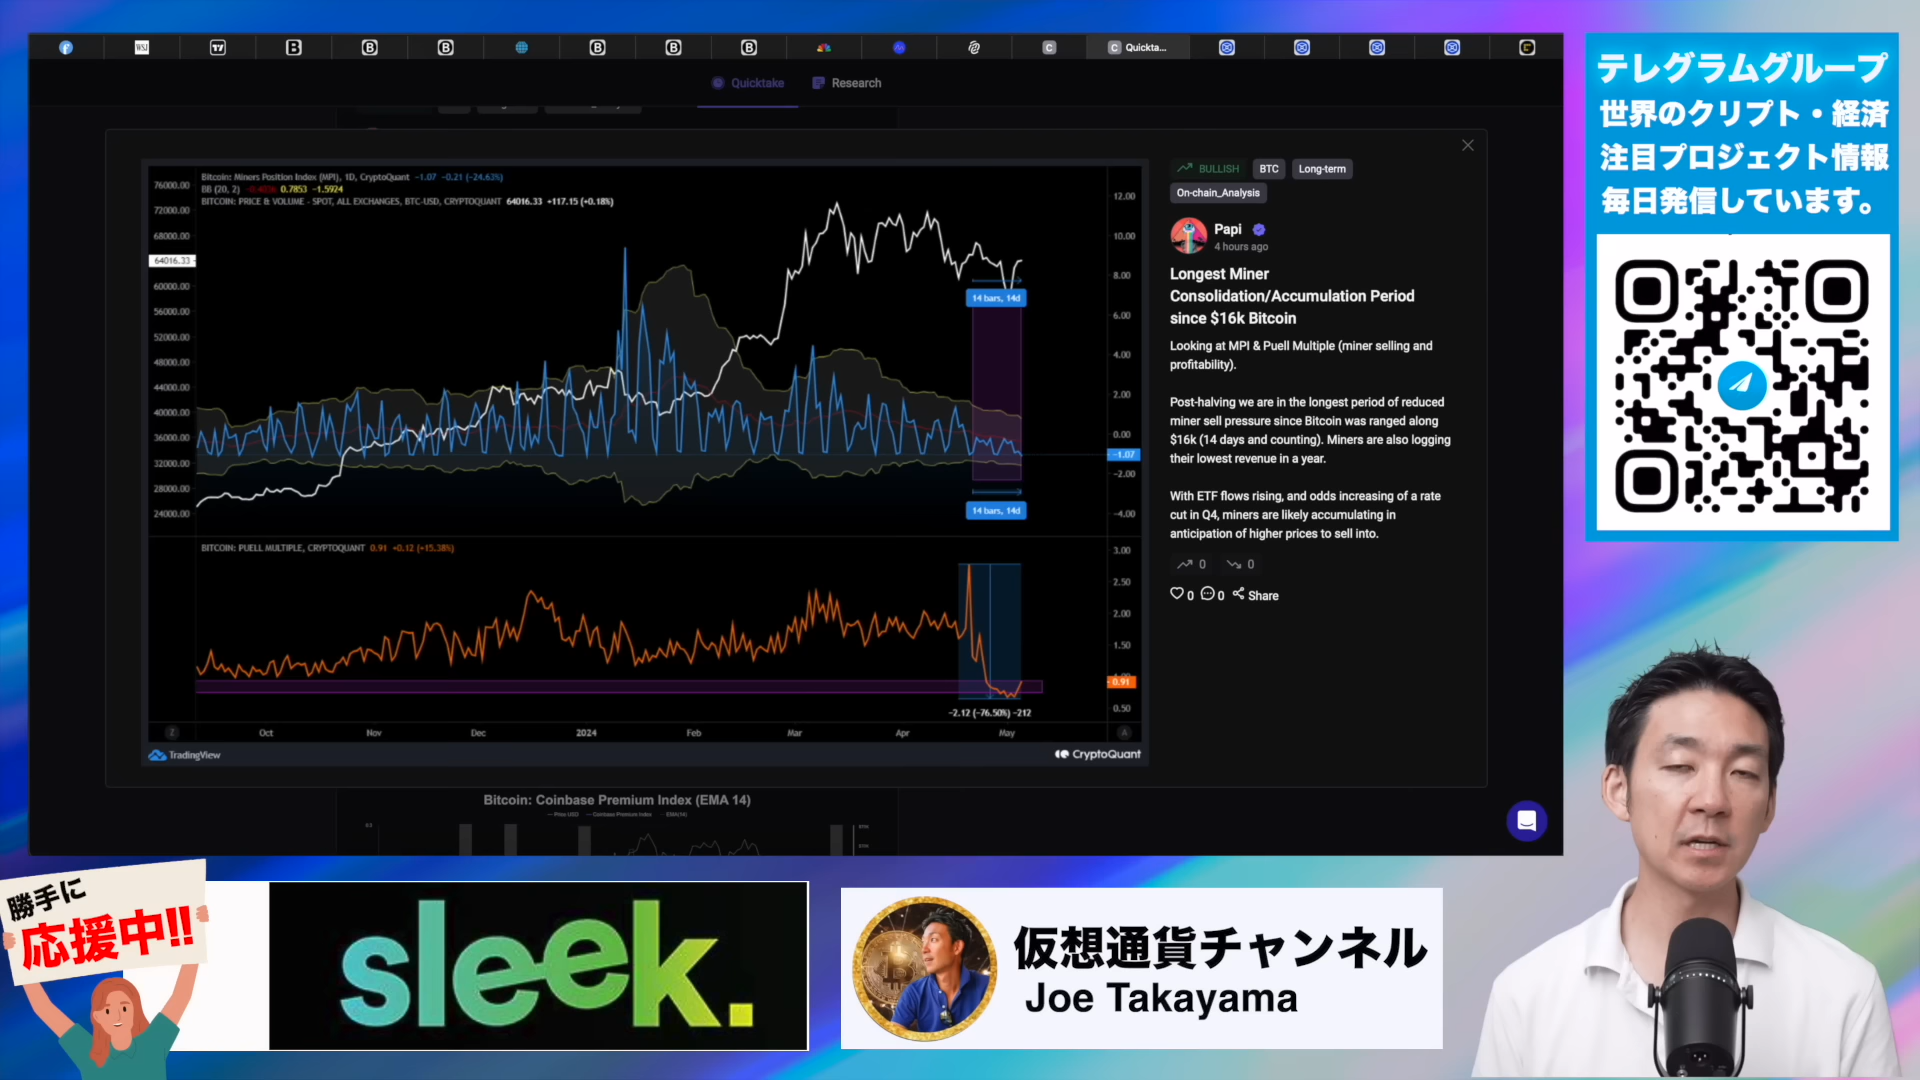 WSJ
Quickta...
Quicktake
Research
Bitcoin: Miners Position Index (MPI), 1D, CryptoQuant -1.07 -0.21 (-24.63%)
BB (20, 2) 0.7853 -1.5924
BITCOIN: PRICE & VOLUME - SPOT, ALL EXCHANGES, BTC-USD, CRYPTOQUANT 64016.33 +117.15 (+0.18%)
76000.00
72000.00
68000.00
64016.33
60000.00
56000.00
52000.00
48000.00
44000.00
40000.00
36000.00
32000.00
28000.00
24000.00
12.00
10.00
8.00
6.00
4.00
2.00
0.00
-1.07
-2.00
-4.00
14 bars, 14d
14 bars, 14d
BITCOIN: PUELL MULTIPLE, CRYPTOQUANT 0.91 +0.12 (+15.38%)
3.00
2.50
2.00
1.50
0.91
0.50
-2.12 (-76.50%) -212
Oct Nov Dec 2024 Feb Mar Apr May
TradingView
CryptoQuant
BULLISH
BTC
Long-term
On-chain_Analysis
Papi
4 hours ago
Longest Miner
Consolidation/Accumulation Period
since $16k Bitcoin
Looking at MPI & Puell Multiple (miner selling and
profitability).
Post-halving we are in the longest period of reduced
miner sell pressure since Bitcoin was ranged along
$16k (14 days and counting). Miners are also logging
their lowest revenue in a year.
With ETF flows rising, and odds increasing of a rate
cut in Q4, miners are likely accumulating in
anticipation of higher prices to sell into.
0 0
0 0 Share
Bitcoin: Coinbase Premium Index (EMA 14)
テレグラムグループ
世界のクリプト・経済
注目プロジェクト情報
毎日発信しています。
勝手に
応援中!!
sleek.
仮想通貨チャンネル
Joe Takayama